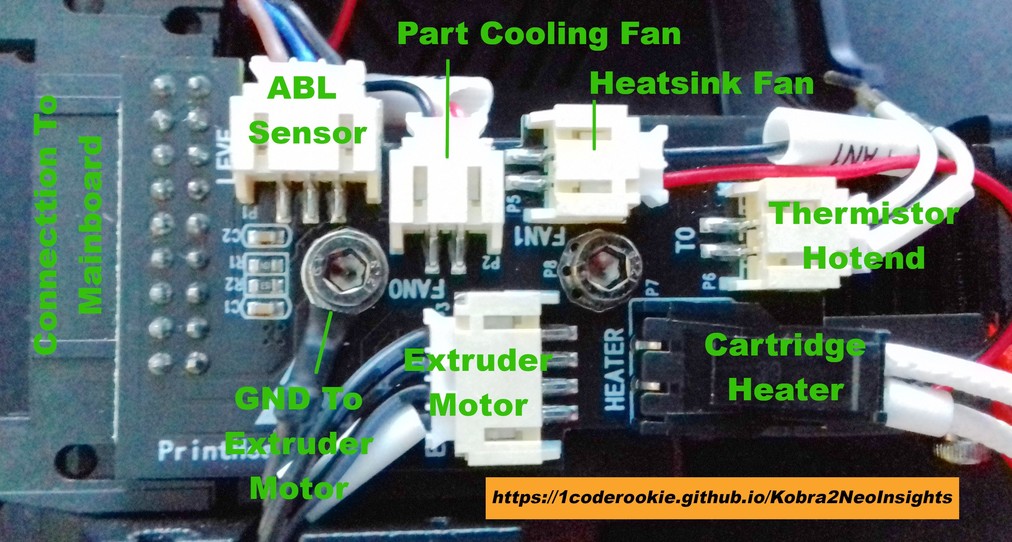 Part Cooling Fan
Heatsink Fan
ABL
Sensor
Connecttion To
Mainboard
LEVE
P1
C2
R1
R2
C1
P5
FAN1
FAN1
P2
FAN0
P8
TO
P6
P7
Thermistor
Hotend
HEATER
Cartridge
Heater
Extruder
Motor
GND To
Extruder
Motor
https://1coderookie.github.io/Kobra2NeoInsights